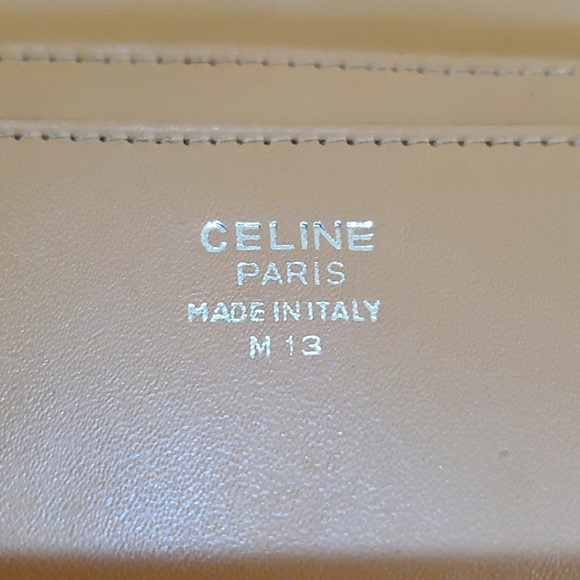 CELINE
PARIS
MADE IN ITALY
M 13